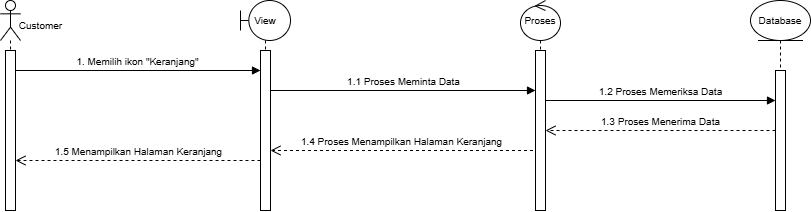 Customer
View
Proses
Database
1. Memilih ikon "Keranjang"
1.1 Proses Meminta Data
1.2 Proses Memeriksa Data
1.3 Proses Menerima Data
1.4 Proses Menampilkan Halaman Keranjang
1.5 Menampilkan Halaman Keranjang